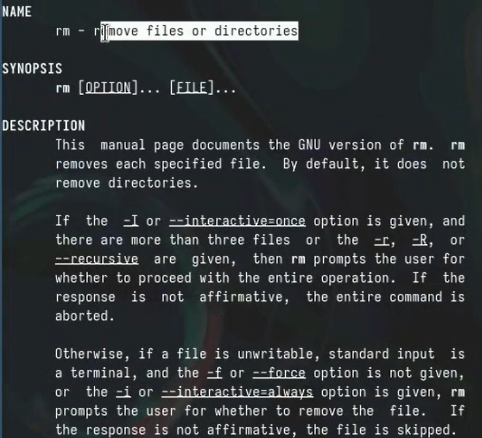 NAME
rm - remove files or directories
SYNOPSIS
rm [OPTION]... [FILE]...
DESCRIPTION
This manual page documents the GNU version of rm. rm
removes each specified file. By default, it does not
remove directories.
If the -I or --interactive=once option is given, and
there are more than three files or the -r, -R, or
--recursive are given, then rm prompts the user for
whether to proceed with the entire operation. If the
response is not affirmative, the entire command is
aborted.
Otherwise, if a file is unwritable, standard input is
a terminal, and the -f or --force option is not given,
or the -i or --interactive=always option is given, rm
prompts the user for whether to remove the file. If
the response is not affirmative, the file is skipped.